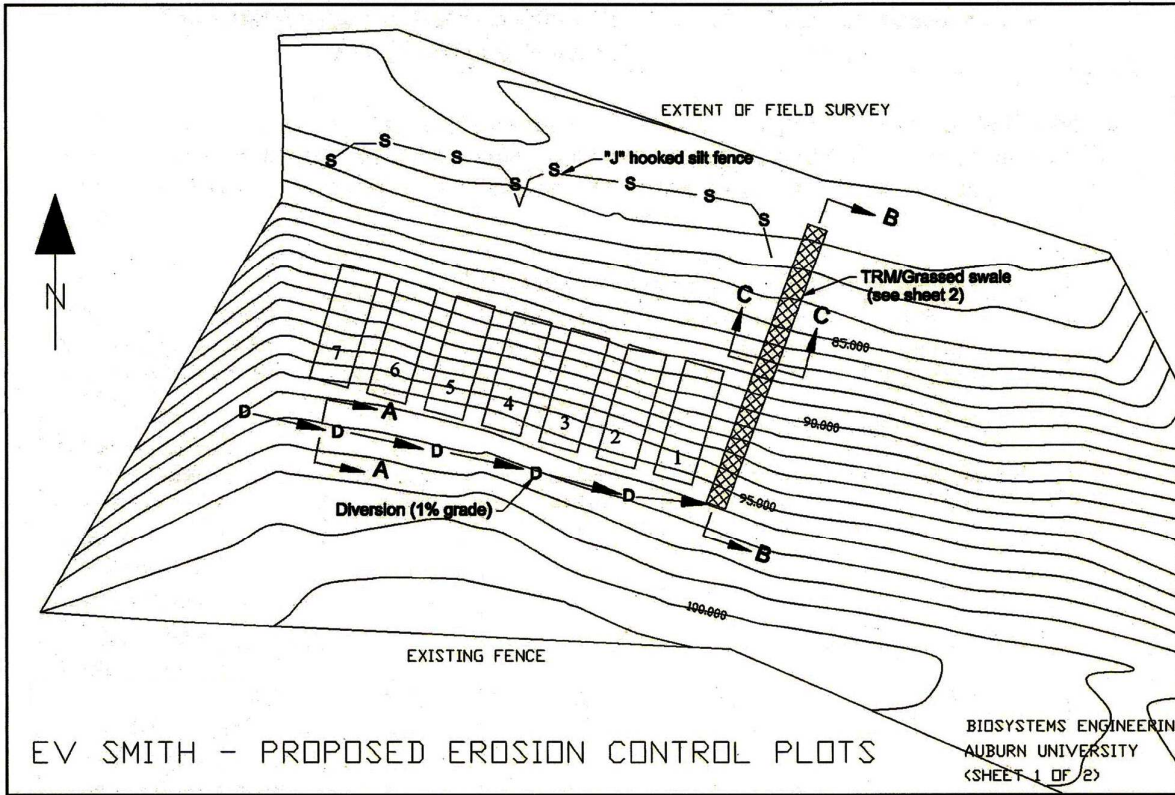 EXTENT OF FIELD SURVEY
S
S
S
S
S
S
S
S
"J" hooked silt fence
B
TRM/Grassed swale
(see sheet 2)
N
C
C
85.000
7
6
5
4
3
2
1
90.000
95.000
A
A
D
D
D
D
D
Diversion (1% grade)
B
100.000
EXISTING FENCE
EV SMITH - PROPOSED EROSION CONTROL PLOTS
BIOSYSTEMS ENGINEERIN
AUBURN UNIVERSITY
(SHEET 1 OF 2)